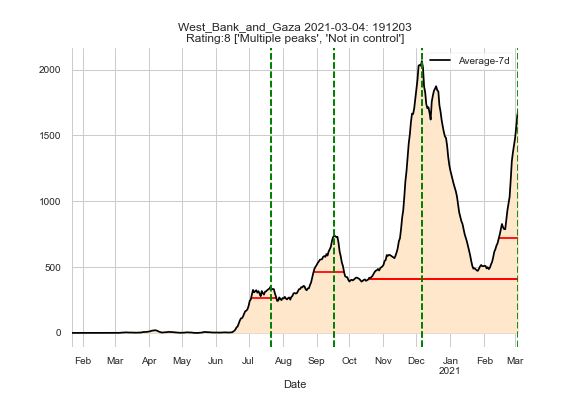 West_Bank_and_Gaza 2021-03-04: 191203
Rating:8 ['Multiple peaks', 'Not in control']
Average-7d
2000
1500
1000
500
0
Feb Mar Apr May Jun Jul Aug Sep Oct Nov Dec Jan Feb Mar
2021
Date